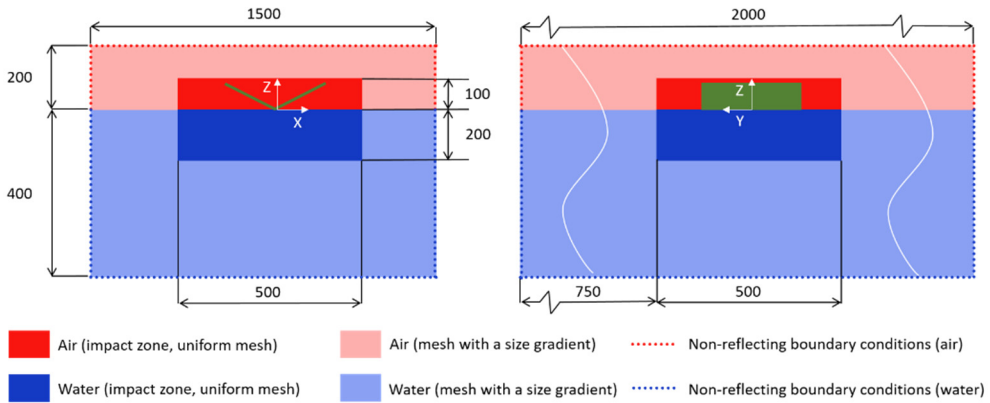 1500
2000
200
Z
X
100
200
400
500
Z
Y
750
500
Air (impact zone, uniform mesh)
Air (mesh with a size gradient)
Non-reflecting boundary conditions (air)
Water (impact zone, uniform mesh)
Water (mesh with a size gradient)
Non-reflecting boundary conditions (water)